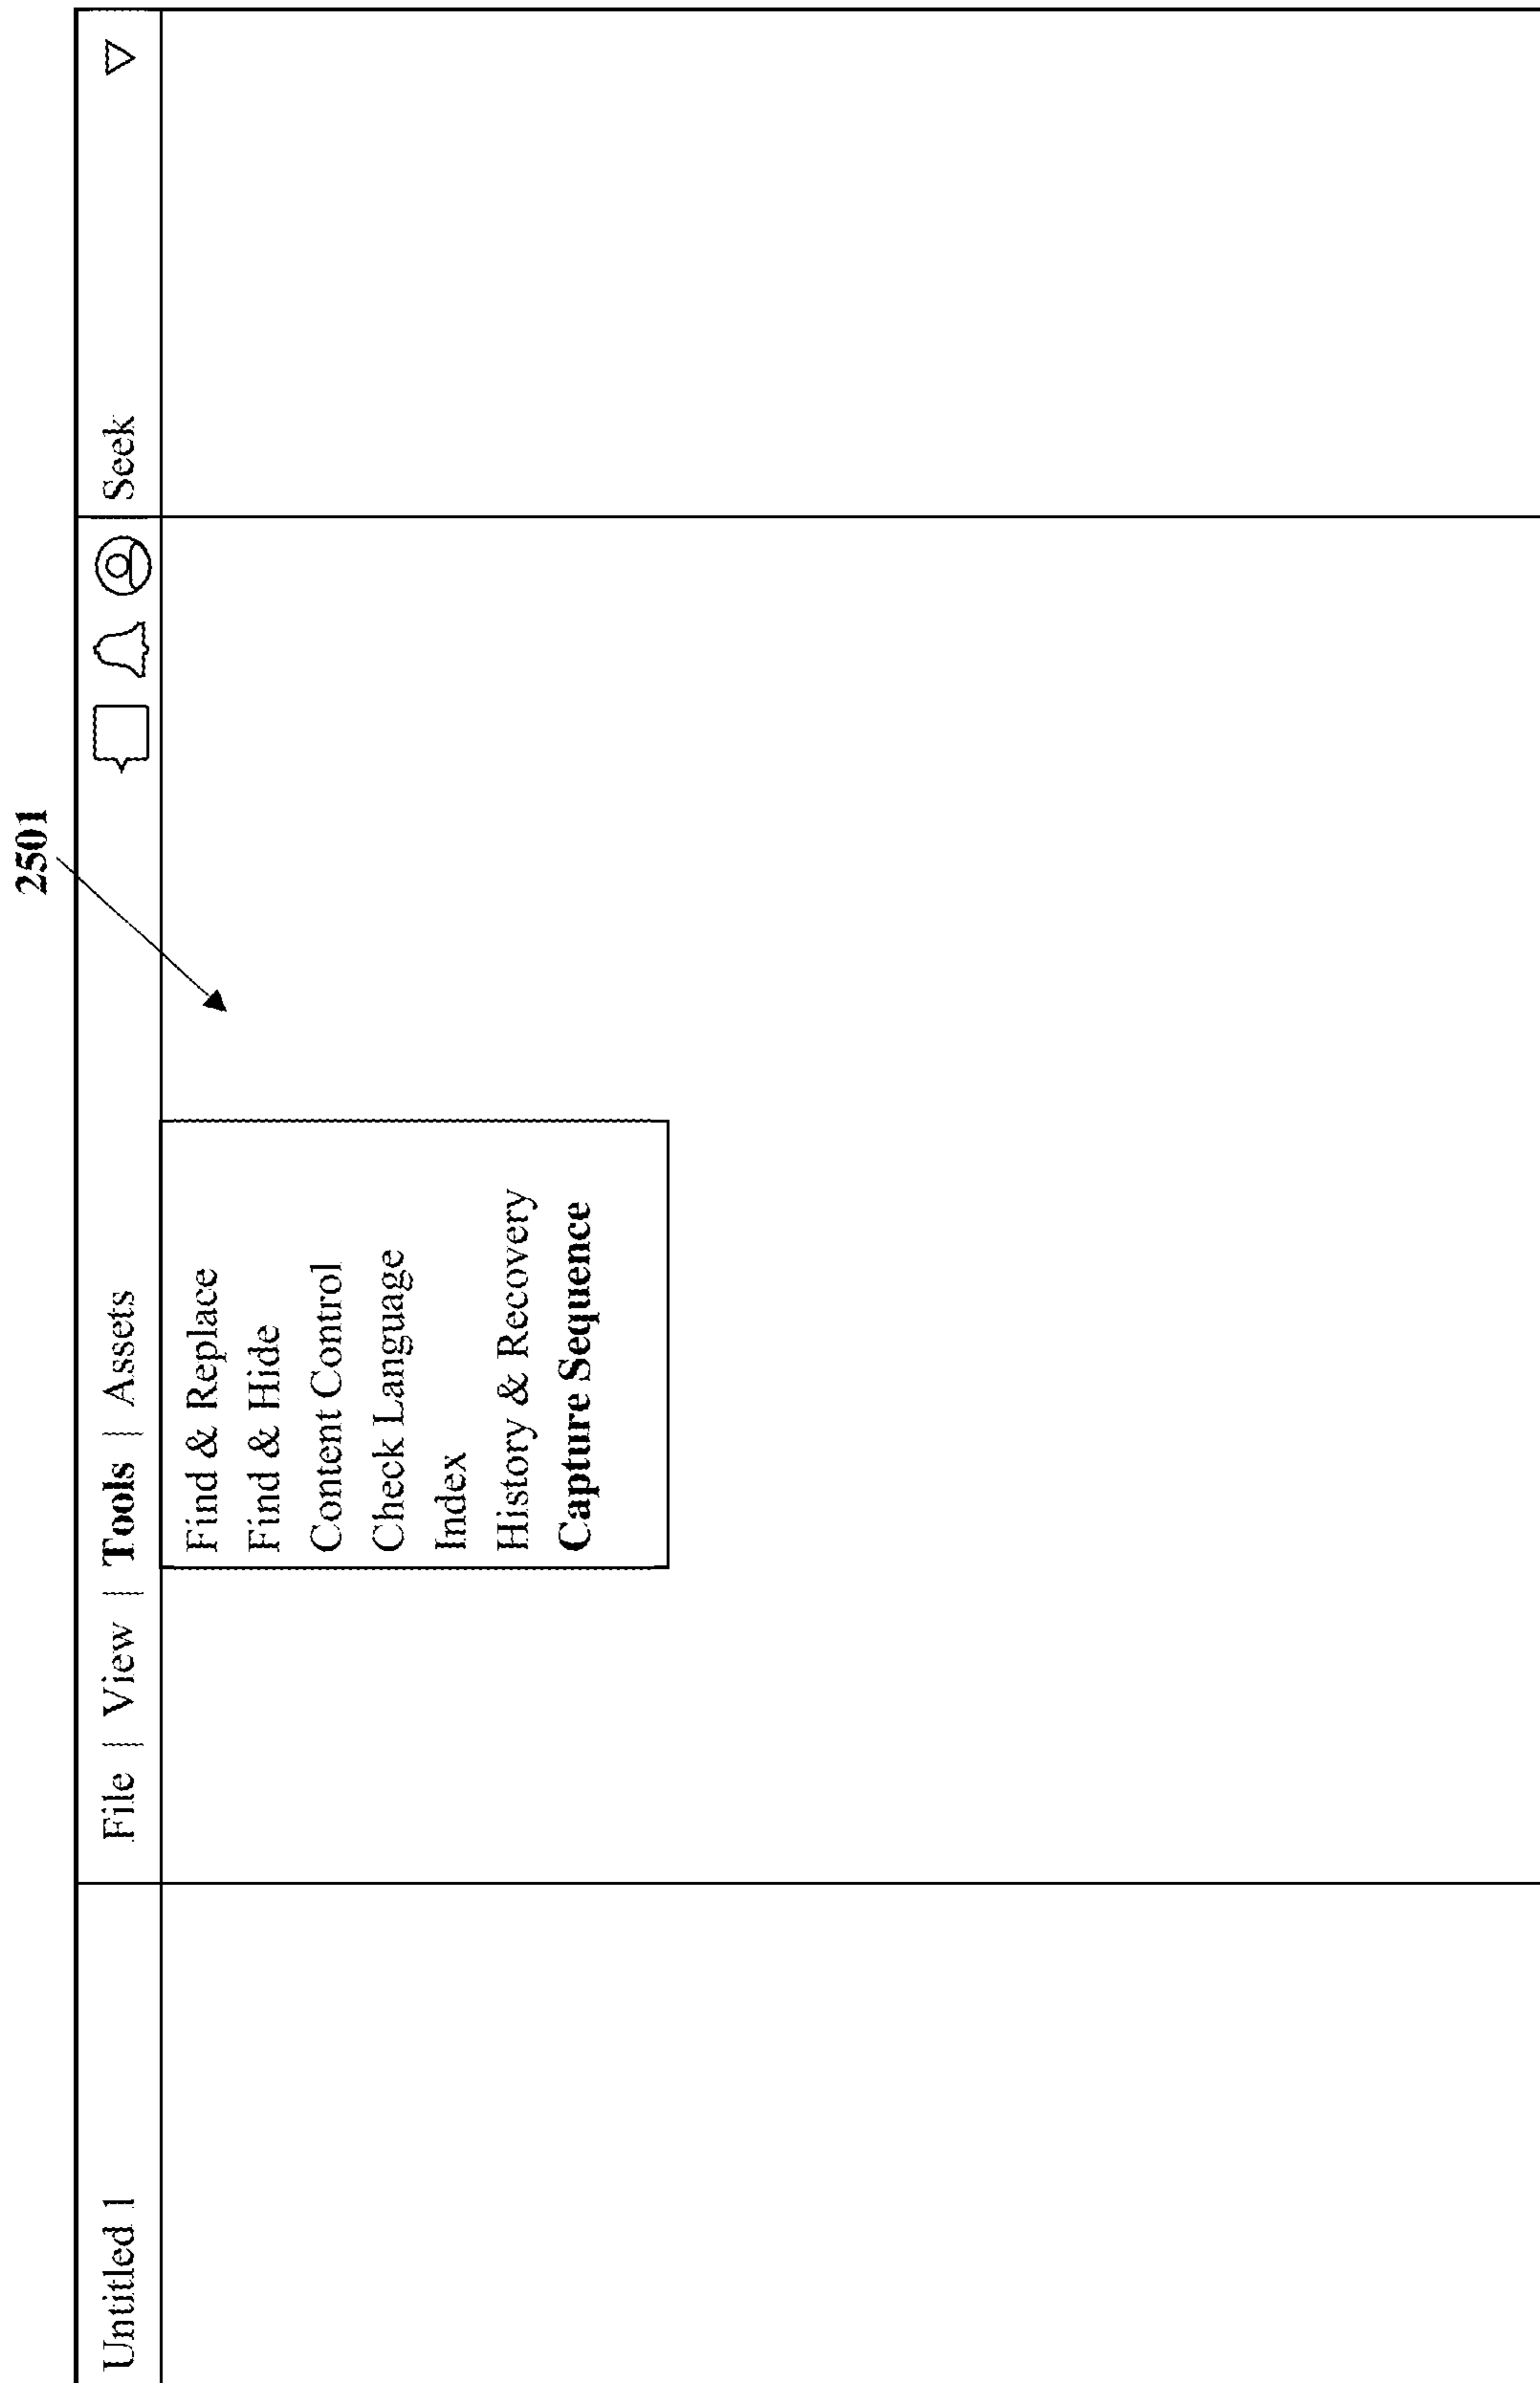 2501
Untitled 1
File | View | Tools | Assets
Seek
Find & Replace
Find & Hide
Content Control
Check Language
Index
History & Recovery
Capture Sequence